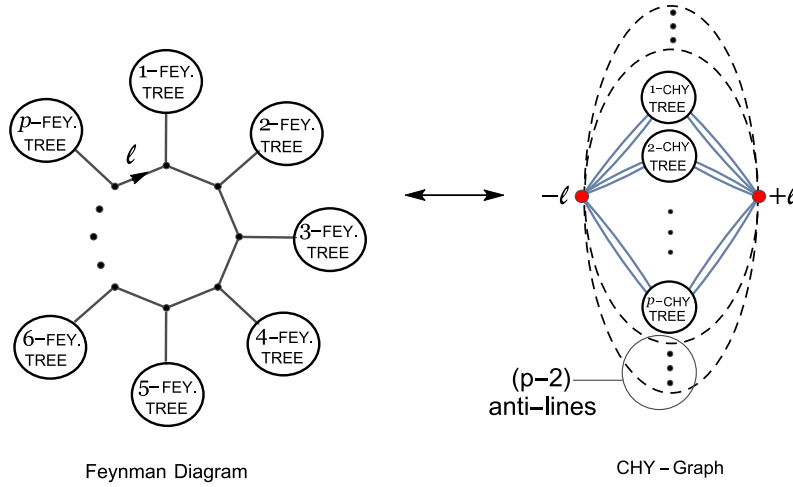 1-FEY.
TREE
2-FEY.
TREE
3-FEY.
TREE
4-FEY.
TREE
5-FEY.
TREE
6-FEY.
TREE
p-FEY.
TREE
ℓ
Feynman Diagram
1-CHY
TREE
2-CHY
TREE
p-CHY
TREE
−ℓ
+ℓ
(p−2)
anti−lines
CHY − Graph